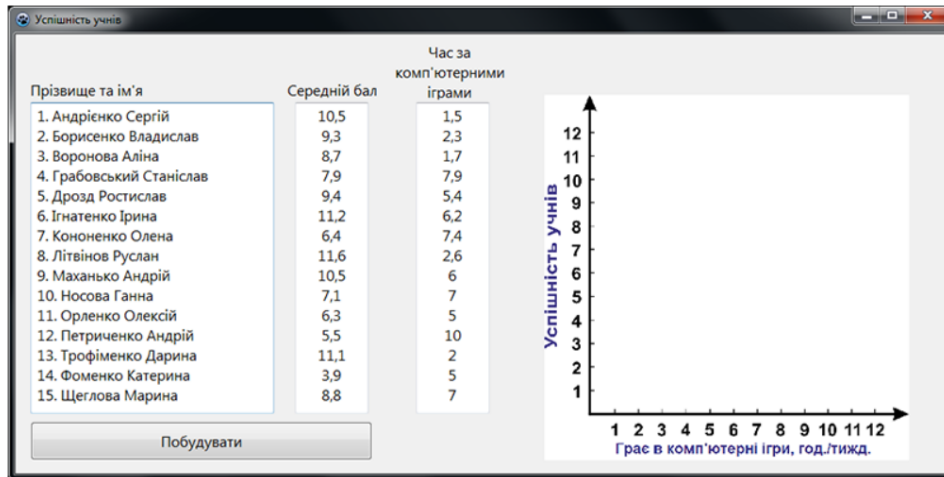 Успішність учнів
Час за
комп'ютерними
Прізвище та ім'я Середній бал іграми
1. Андрієнко Сергій 10,5 1,5
2. Борисенко Владислав 9,3 2,3
3. Воронова Аліна 8,7 1,7
4. Грабовський Станіслав 7,9 7,9
5. Дрозд Ростислав 9,4 5,4
6. Ігнатенко Ірина 11,2 6,2
7. Кононенко Олена 6,4 7,4
8. Літвінов Руслан 11,6 2,6
9. Маханько Андрій 10,5 6
10. Носова Ганна 7,1 7
11. Орленко Олексій 6,3 5
12. Петриченко Андрій 5,5 10
13. Трофіменко Дарина 11,1 2
14. Фоменко Катерина 3,9 5
15. Щеглова Марина 8,8 7
Побудувати
Успішність учнів
12
11
10
9
8
7
6
5
4
3
2
1
1 2 3 4 5 6 7 8 9 10 11 12
Грає в комп'ютерні ігри, год./тижд.